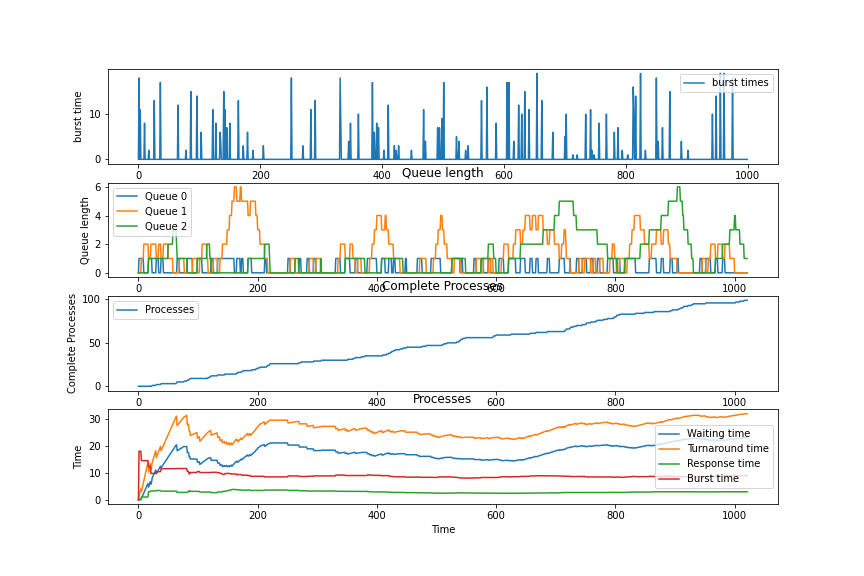 burst times
burst time
10
0
0 200 400 600 800 1000
Queue length
Queue 0
Queue 1
Queue 2
Queue length
6
4
2
0
0 200 400 600 800 1000
Complete Processes
Processes
Complete Processes
100
50
0
0 200 400 600 800 1000
Processes
Waiting time
Turnaround time
Response time
Burst time
Time
30
20
10
0
0 200 400 600 800 1000
Time